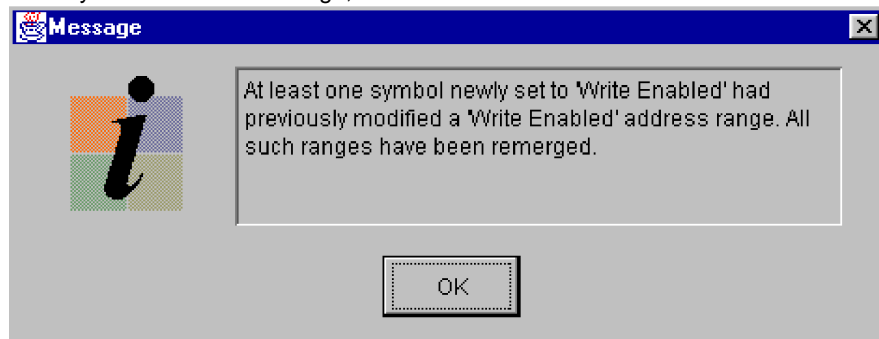 Message
At least one symbol newly set to 'Write Enabled' had
previously modified a 'Write Enabled' address range. All
such ranges have been remerged.
OK